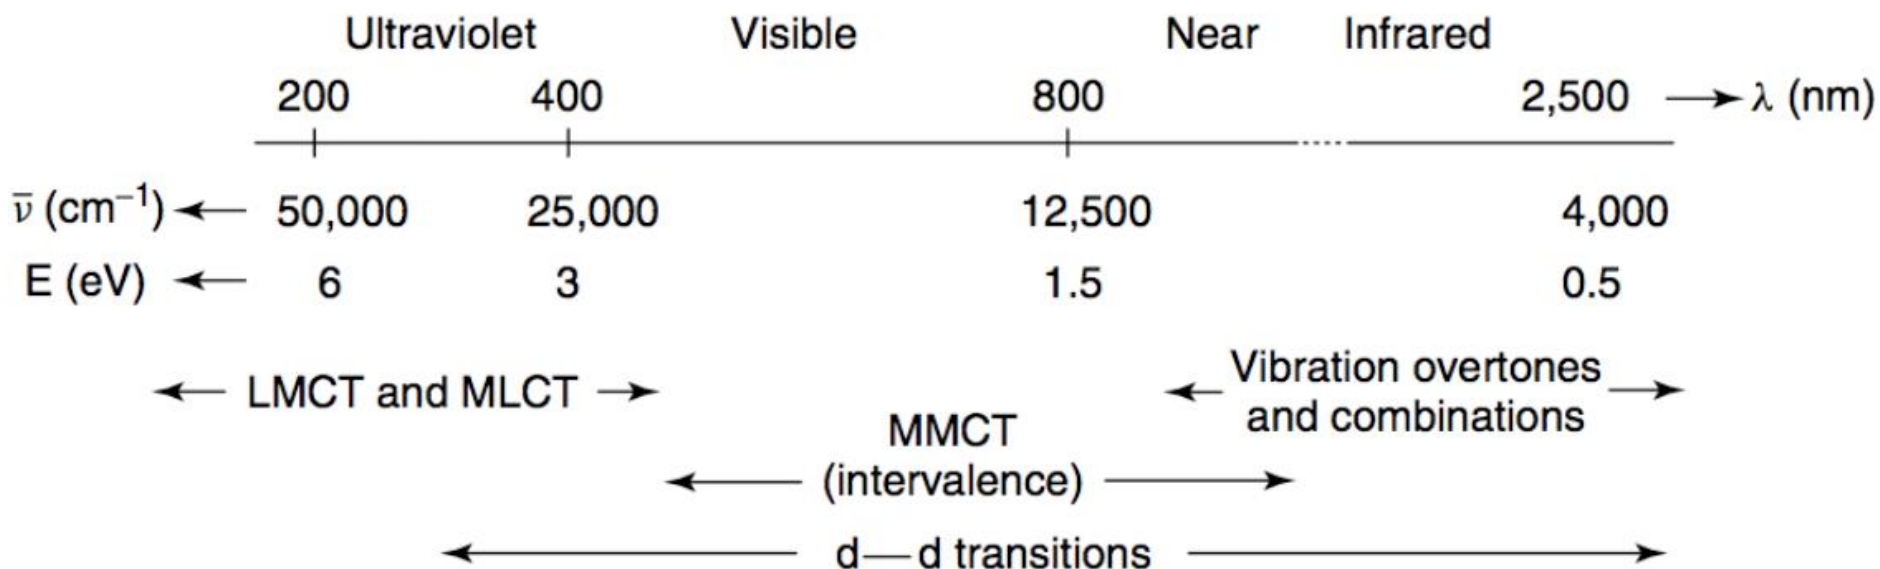 Ultraviolet Visible Near Infrared
200 400 800 2,500 → λ (nm)
ν̅ (cm⁻¹) ← 50,000 25,000 12,500 4,000
E (eV) ← 6 3 1.5 0.5
← LMCT and MLCT →
← Vibration overtones →
and combinations
MMCT
← (intervalence) →
← d—d transitions →